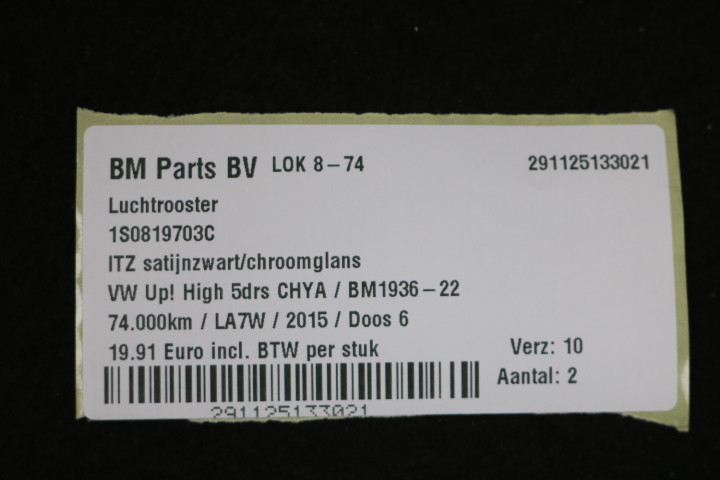 BM Parts BV LOK 8-74 291125133021
Luchtrooster
1S0819703C
ITZ satijnzwart/chroomglans
VW Up! High 5drs CHYA / BM1936-22
74.000km / LA7W / 2015 / Doos 6
19.91 Euro incl. BTW per stuk Verz: 10
Aantal: 2
291125133021